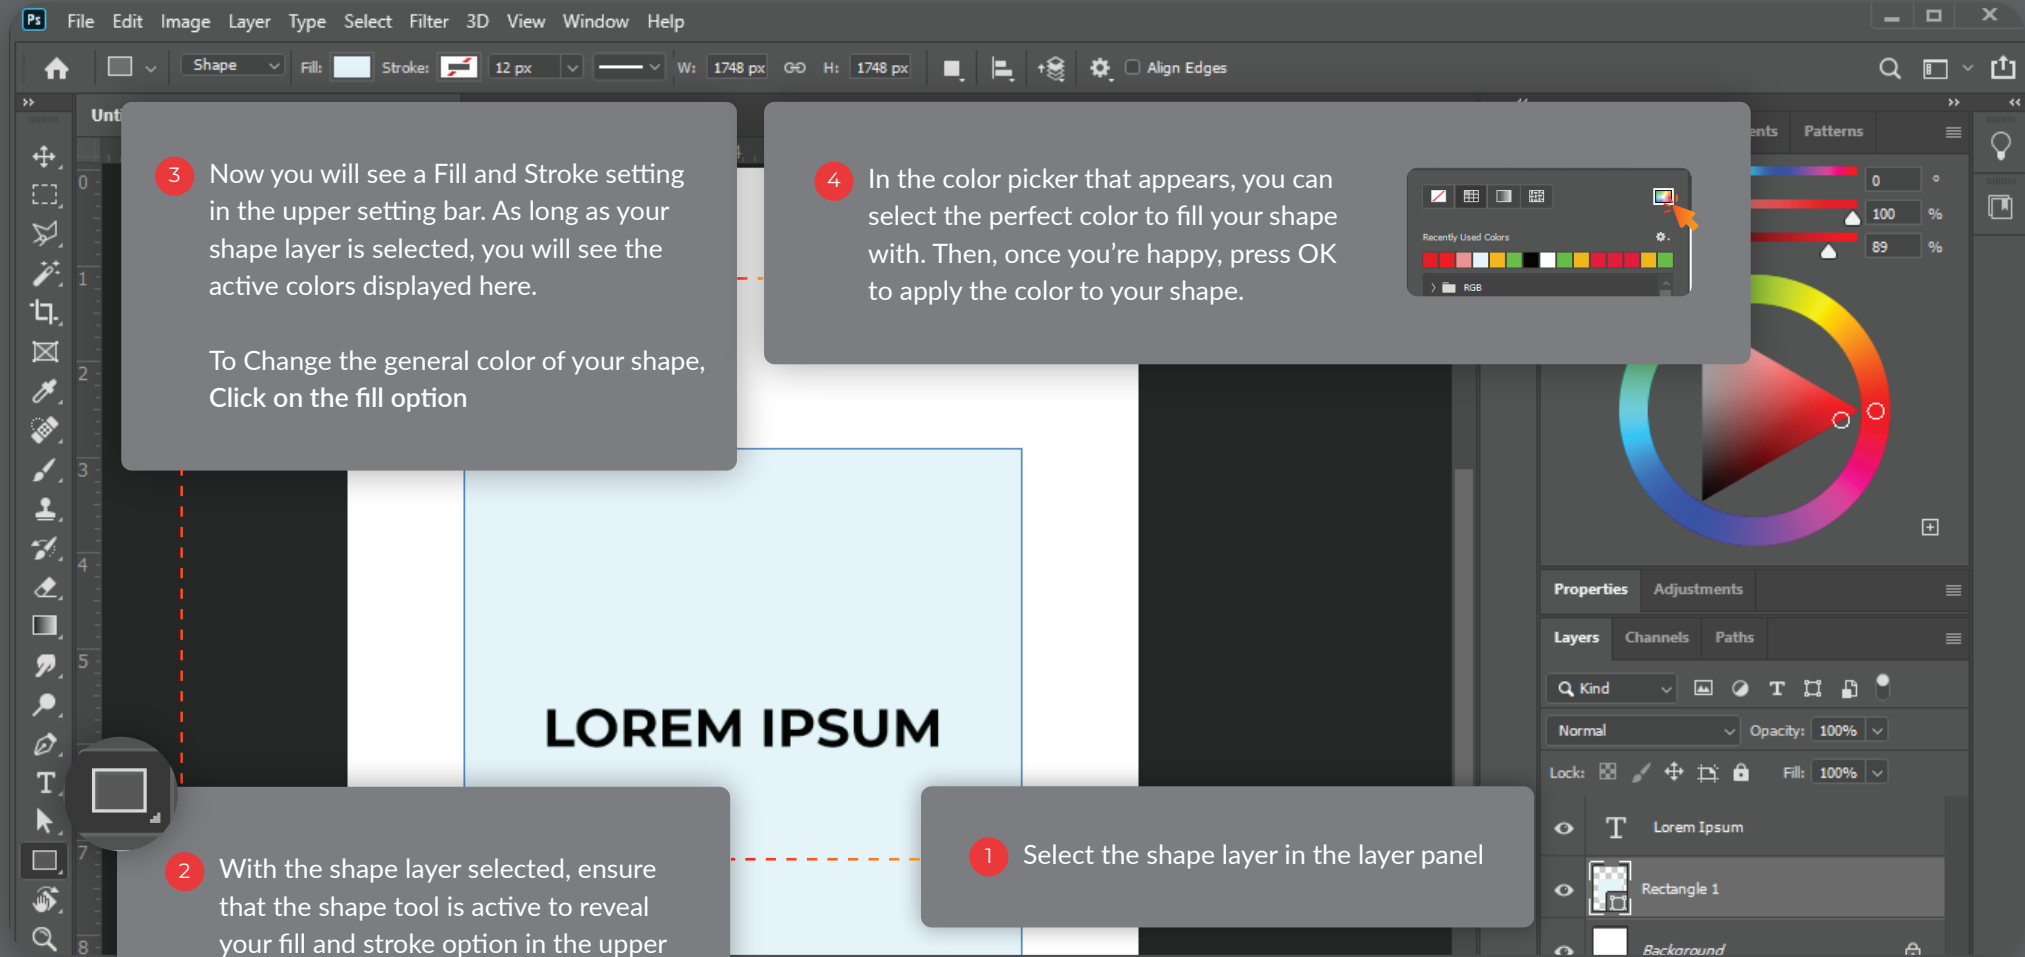 Ps File Edit Image Layer Type Select Filter 3D View Window Help
Shape Fill: Stroke: 12 px W: 1748 px H: 1748 px Align Edges
Patterns
0 °
100 %
89 %
3 Now you will see a Fill and Stroke setting
in the upper setting bar. As long as your
shape layer is selected, you will see the
active colors displayed here.
To Change the general color of your shape,
Click on the fill option
4 In the color picker that appears, you can
select the perfect color to fill your shape
with. Then, once you’re happy, press OK
to apply the color to your shape.
Recently Used Colors
RGB
0
1
2
3
4
5
7
8
LOREM IPSUM
2 With the shape layer selected, ensure
that the shape tool is active to reveal
your fill and stroke option in the upper
1 Select the shape layer in the layer panel
Properties Adjustments
Layers Channels Paths
Kind
Normal Opacity: 100%
Lock: Fill: 100%
Lorem Ipsum
Rectangle 1
Background